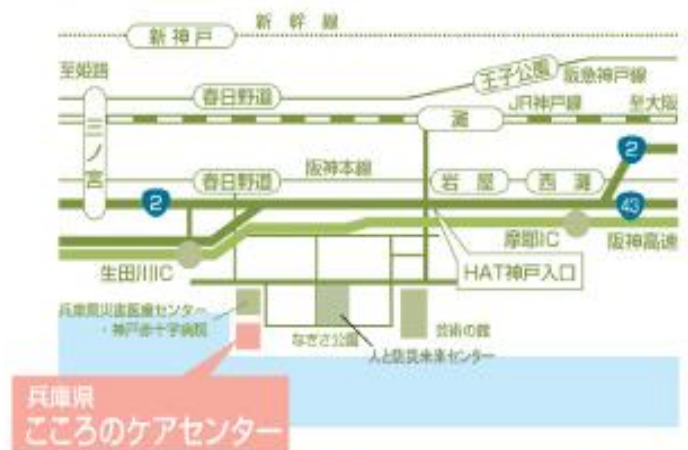 新幹線
新神戸
至姫路
王子公園
阪急神戸線
春日野道
JR神戸線
至大阪
灘
三ノ宮
2
阪神本線
春日野道
岩屋
西灘
2
43
摩耶IC
阪神高速
生田川IC
HAT神戸入口
兵庫県災害医療センター
・神戸赤十字病院
なぎさ公園
芸術の館
人と防災未来センター
兵庫県
こころのケアセンター